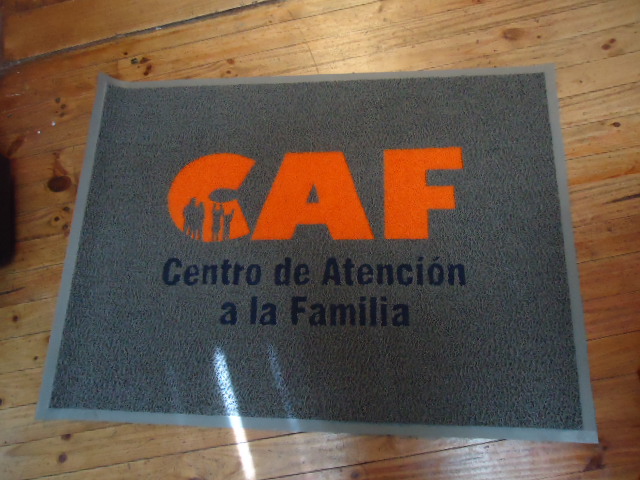 CAF
Centro de Atención
a la Familia